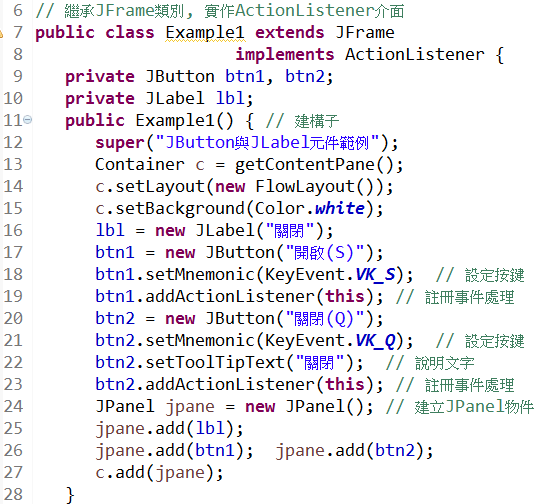 6 // 繼承JFrame類別, 實作ActionListener介面
7 public class Example1 extends JFrame
8                     implements ActionListener {
9    private JButton btn1, btn2;
10    private JLabel lbl;
11    public Example1() { // 建構子
12       super("JButton與JLabel元件範例");
13       Container c = getContentPane();
14       c.setLayout(new FlowLayout());
15       c.setBackground(Color.white);
16       lbl = new JLabel("關閉");
17       btn1 = new JButton("開啟(S)");
18       btn1.setMnemonic(KeyEvent.VK_S);  // 設定按鍵
19       btn1.addActionListener(this); // 註冊事件處理
20       btn2 = new JButton("關閉(Q)");
21       btn2.setMnemonic(KeyEvent.VK_Q);  // 設定按鍵
22       btn2.setToolTipText("關閉");  // 說明文字
23       btn2.addActionListener(this); // 註冊事件處理
24       JPanel jpane = new JPanel(); // 建立JPanel物件
25       jpane.add(lbl);
26       jpane.add(btn1);  jpane.add(btn2);
27       c.add(jpane);
28    }